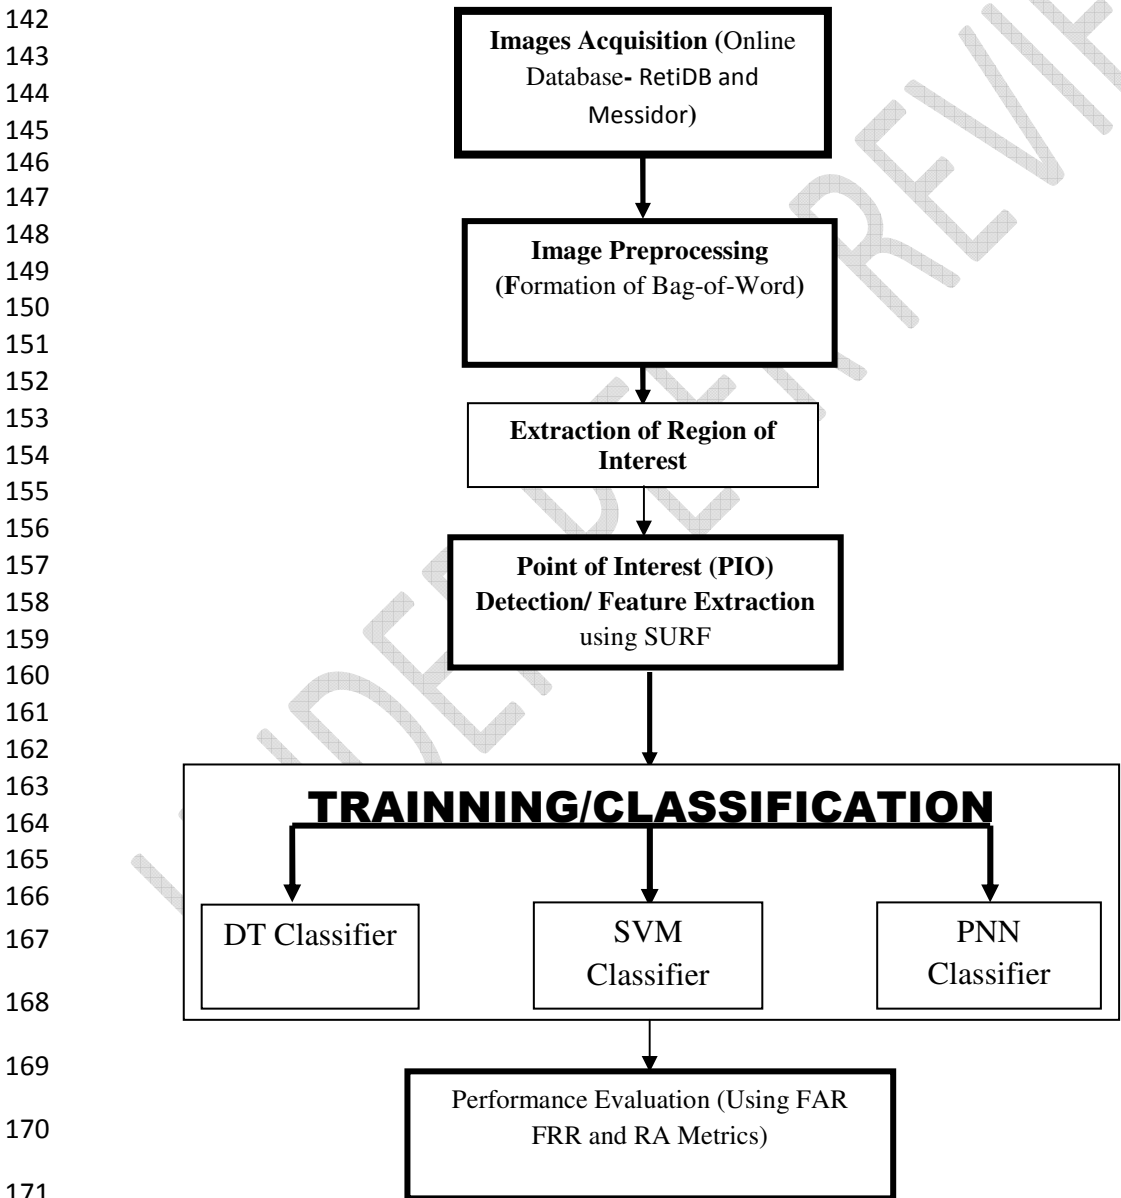 142
143
144
145
146
147
148
149
150
151
152
153
154
155
156
157
158
159
160
161
162
163
164
165
166
167
168
169
170
171
Images Acquisition (Online
Database- RetiDB and
Messidor)
Image Preprocessing
(Formation of Bag-of-Word)
Extraction of Region of
Interest
Point of Interest (PIO)
Detection/ Feature Extraction
using SURF
TRAINNING/CLASSIFICATION
DT Classifier
SVM
Classifier
PNN
Classifier
Performance Evaluation (Using FAR
FRR and RA Metrics)
UNDER PEER REVIE